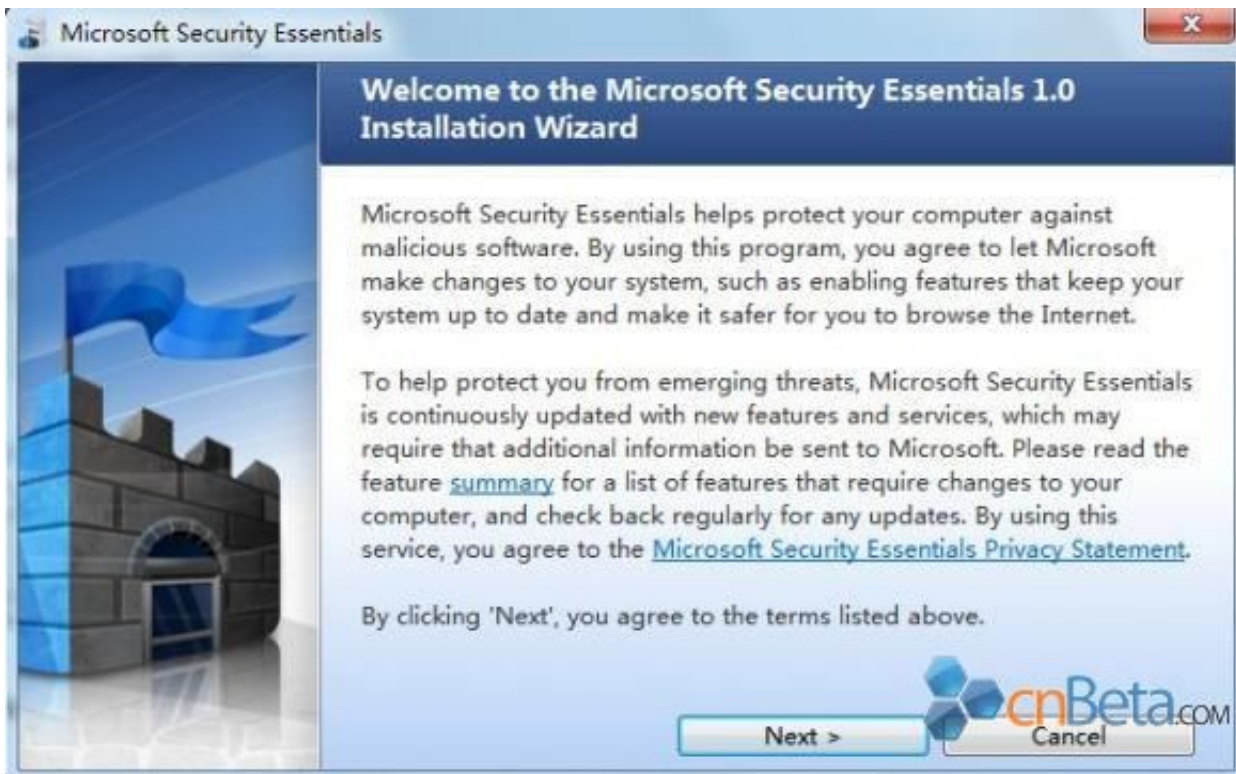 Microsoft Security Essentials
X
Welcome to the Microsoft Security Essentials 1.0
Installation Wizard
Microsoft Security Essentials helps protect your computer against
malicious software. By using this program, you agree to let Microsoft
make changes to your system, such as enabling features that keep your
system up to date and make it safer for you to browse the Internet.
To help protect you from emerging threats, Microsoft Security Essentials
is continuously updated with new features and services, which may
require that additional information be sent to Microsoft. Please read the
feature summary for a list of features that require changes to your
computer, and check back regularly for any updates. By using this
service, you agree to the Microsoft Security Essentials Privacy Statement.
By clicking 'Next', you agree to the terms listed above.
cnBeta.COM
Next >
Cancel